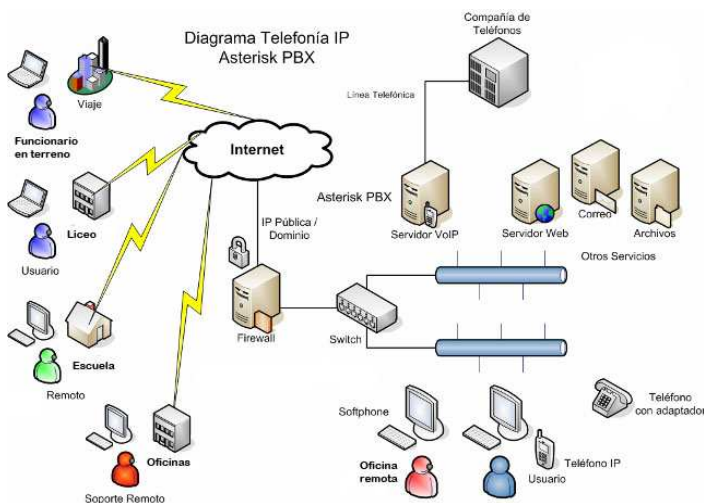 Diagrama Telefonía IP
Asterisk PBX
Compañía de
Teléfonos
Línea Telefónica
Viaje
Funcionario
en terreno
Internet
Liceo
Usuario
IP Pública /
Dominio
Asterisk PBX
Servidor VoIP
Servidor Web
Correo
Archivos
Otros Servicios
Firewall
Switch
Escuela
Remoto
Oficinas
Soporte Remoto
Softphone
Oficina
remota
Teléfono IP
Usuario
Teléfono
con adaptador